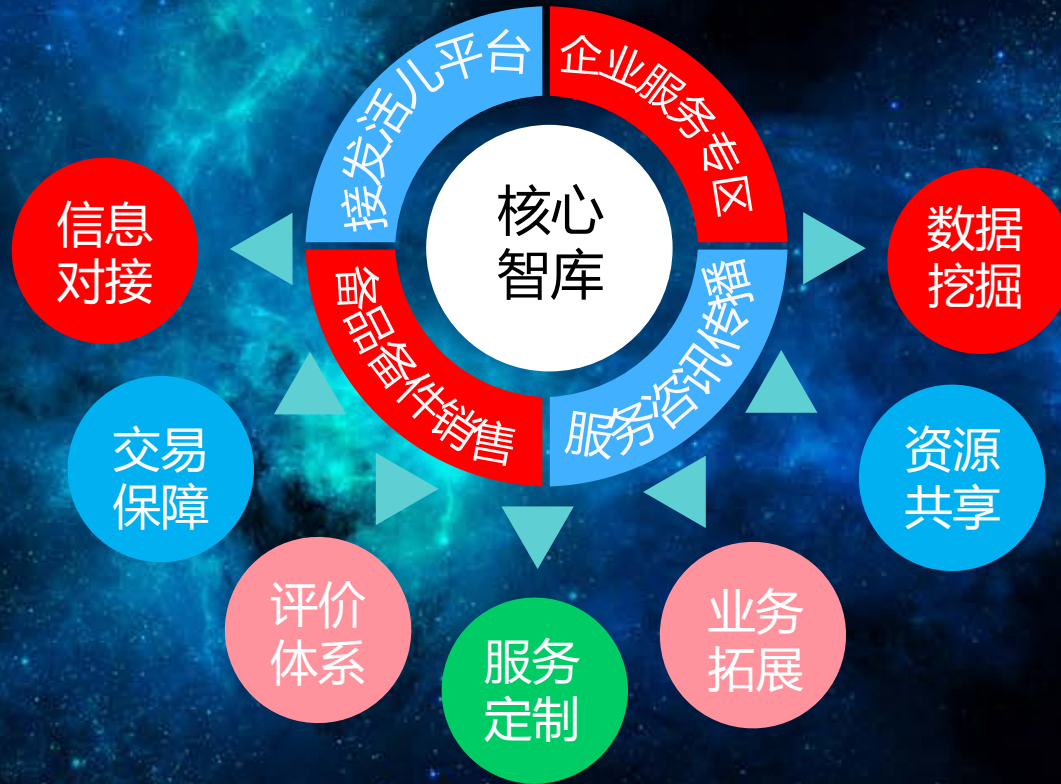 接发活儿平台
企业服务专区
核心
智库
备品备件销售
服务咨讯传播
信息
对接
数据
挖掘
交易
保障
资源
共享
评价
体系
服务
定制
业务
拓展